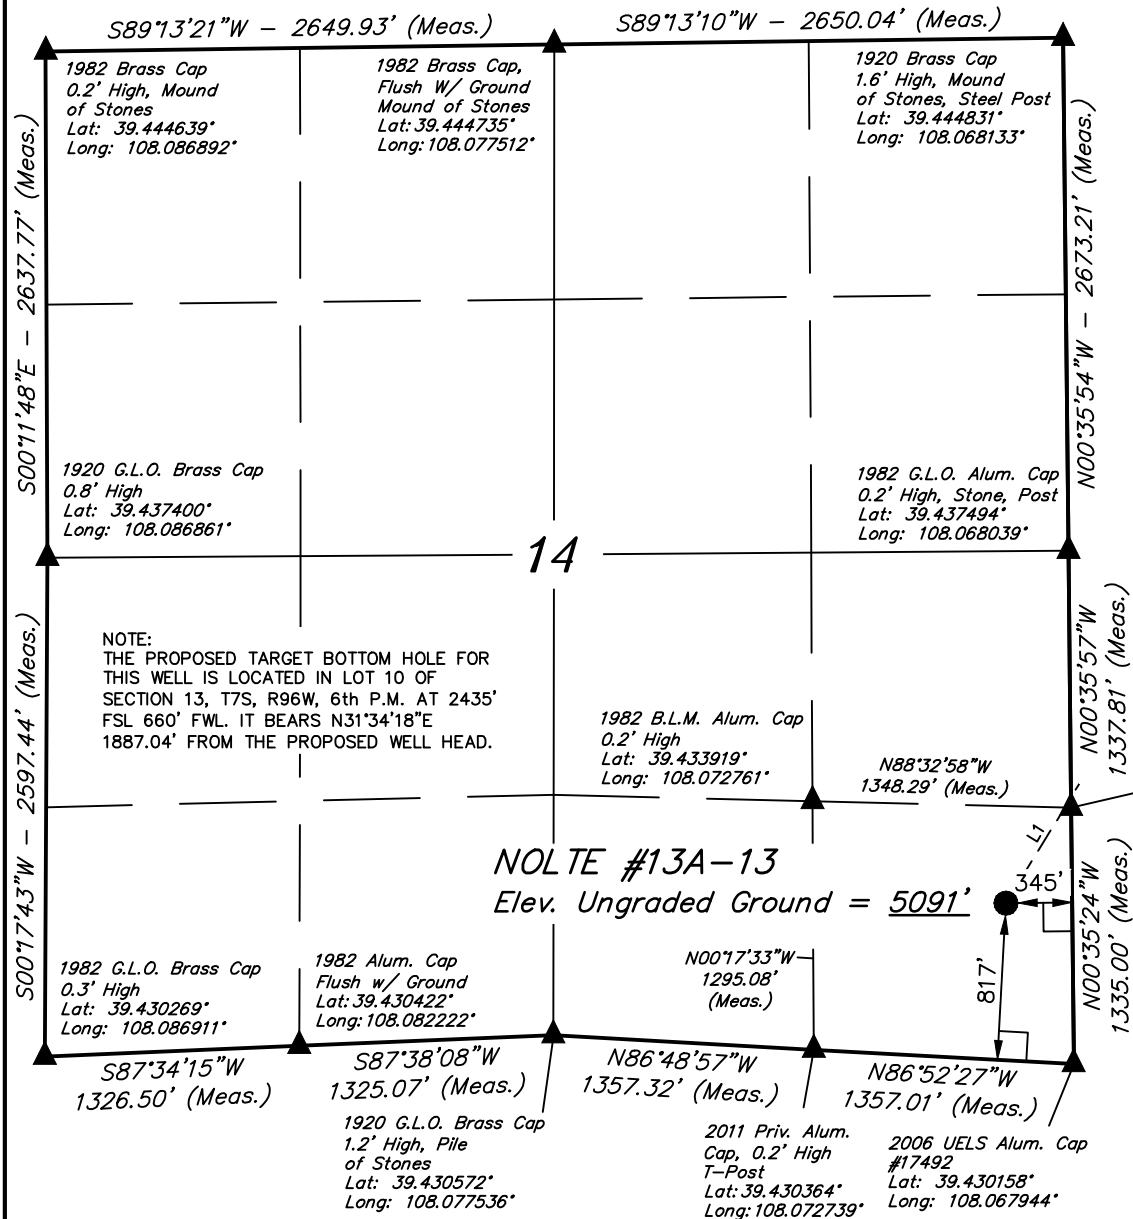 S89°13'21"W - 2649.93' (Meas.)
S89°13'10"W - 2650.04' (Meas.)
1982 Brass Cap
0.2' High, Mound
of Stones
Lat: 39.444639°
Long: 108.086892°
1982 Brass Cap,
Flush W/ Ground
Mound of Stones
Lat: 39.444735°
Long: 108.077512°
1920 Brass Cap
1.6' High, Mound
of Stones, Steel Post
Lat: 39.444831°
Long: 108.068133°
S00°11'48"E - 2637.77' (Meas.)
N00°35'54"W - 2673.21' (Meas.)
1920 G.L.O. Brass Cap
0.8' High
Lat: 39.437400°
Long: 108.086861°
1982 G.L.O. Alum. Cap
0.2' High, Stone, Post
Lat: 39.437494°
Long: 108.068039°
14
NOTE:
THE PROPOSED TARGET BOTTOM HOLE FOR
THIS WELL IS LOCATED IN LOT 10 OF
SECTION 13, T7S, R96W, 6th P.M. AT 2435'
FSL 660' FWL. IT BEARS N31°34'18"E
1887.04' FROM THE PROPOSED WELL HEAD.
S00°17'43"W - 2597.44' (Meas.)
N00°35'57"W
1337.81' (Meas.)
1982 B.L.M. Alum. Cap
0.2' High
Lat: 39.433919°
Long: 108.072761°
N88°32'58"W
1348.29' (Meas.)
L1
NOLTE #13A-13
Elev. Ungraded Ground = 5091'
345'
817'
N00°35'24"W
1335.00' (Meas.)
N00°17'33"W
1295.08'
(Meas.)
1982 G.L.O. Brass Cap
0.3' High
Lat: 39.430269°
Long: 108.086911°
1982 Alum. Cap
Flush w/ Ground
Lat: 39.430422°
Long: 108.082222°
S87°34'15"W
1326.50' (Meas.)
S87°38'08"W
1325.07' (Meas.)
N86°48'57"W
1357.32' (Meas.)
N86°52'27"W
1357.01' (Meas.)
1920 G.L.O. Brass Cap
1.2' High, Pile
of Stones
Lat: 39.430572°
Long: 108.077536°
2011 Priv. Alum.
Cap, 0.2' High
T-Post
Lat: 39.430364°
Long: 108.072739°
2006 UELS Alum. Cap
#17492
Lat: 39.430158°
Long: 108.067944°